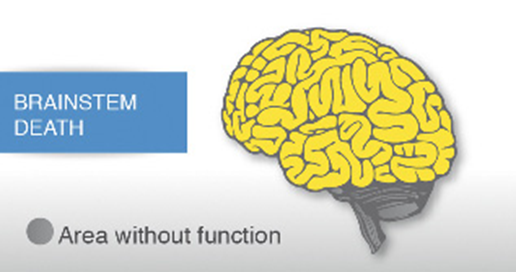 BRAINSTEM
DEATH
Area without function